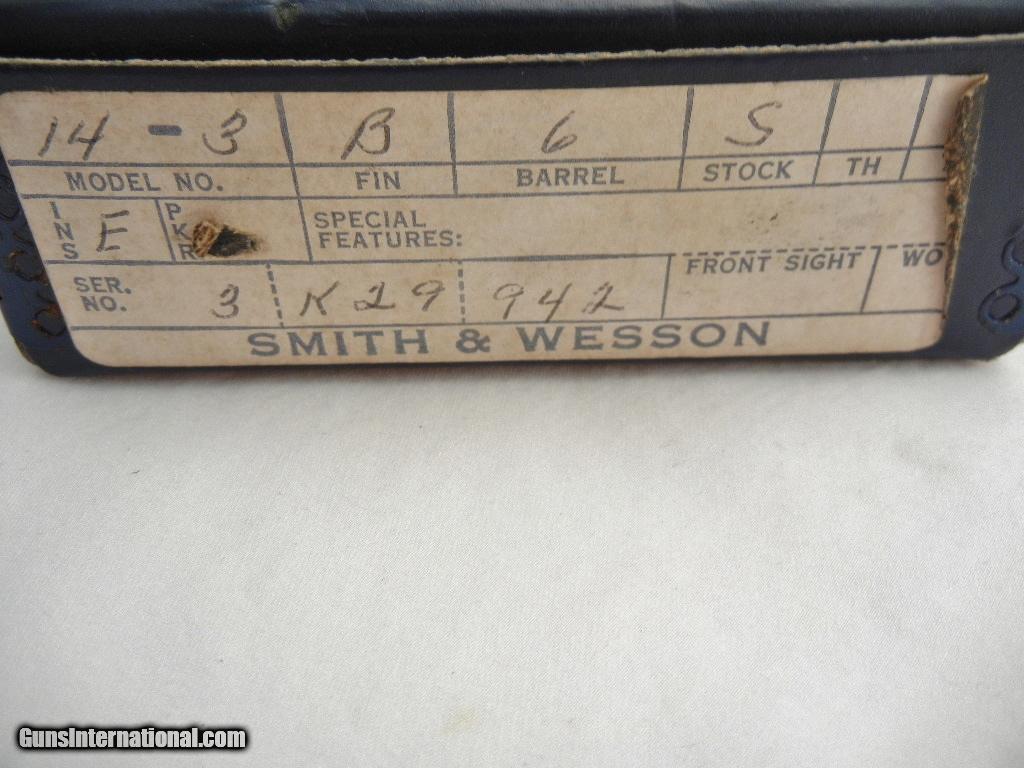 14 - 3 B 6 S
MODEL NO. FIN BARREL STOCK TH
INS E PKR SPECIAL FEATURES:
SER. NO. 3 K29 942 FRONT SIGHT WO
SMITH & WESSON
GunsInternational.com